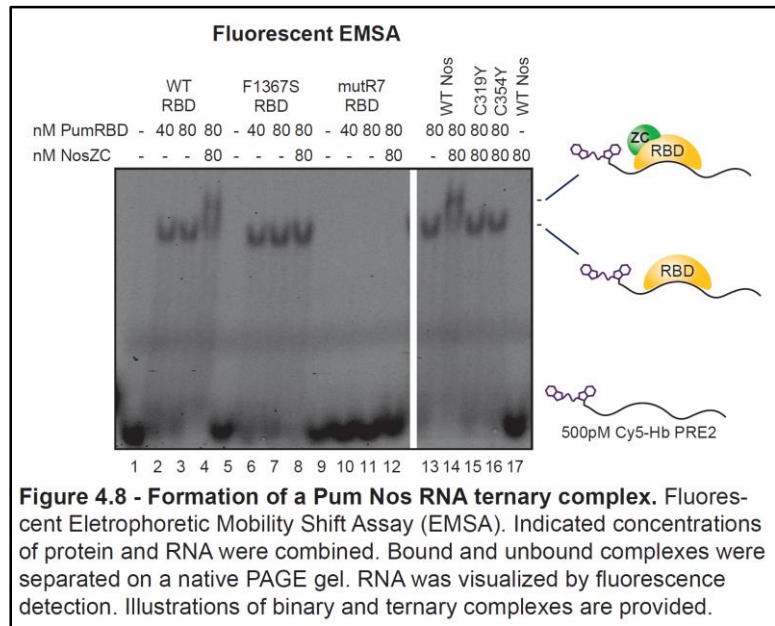 Fluorescent EMSA
WT RBD F1367S RBD mutR7 RBD WT Nos C319Y C354Y WT Nos
nM PumRBD - 40 80 80 - 40 80 80 - 40 80 80 80 80 80 80 -
nM NosZC - - - 80 - - - 80 - - - 80 - 80 80 80 80
ZC
RBD
-
-
RBD
500pM Cy5-Hb PRE2
1 2 3 4 5 6 7 8 9 10 11 12 13 14 15 16 17
Figure 4.8 - Formation of a Pum Nos RNA ternary complex. Fluores-
cent Eletrophoretic Mobility Shift Assay (EMSA). Indicated concentrations
of protein and RNA were combined. Bound and unbound complexes were
separated on a native PAGE gel. RNA was visualized by fluorescence
detection. Illustrations of binary and ternary complexes are provided.